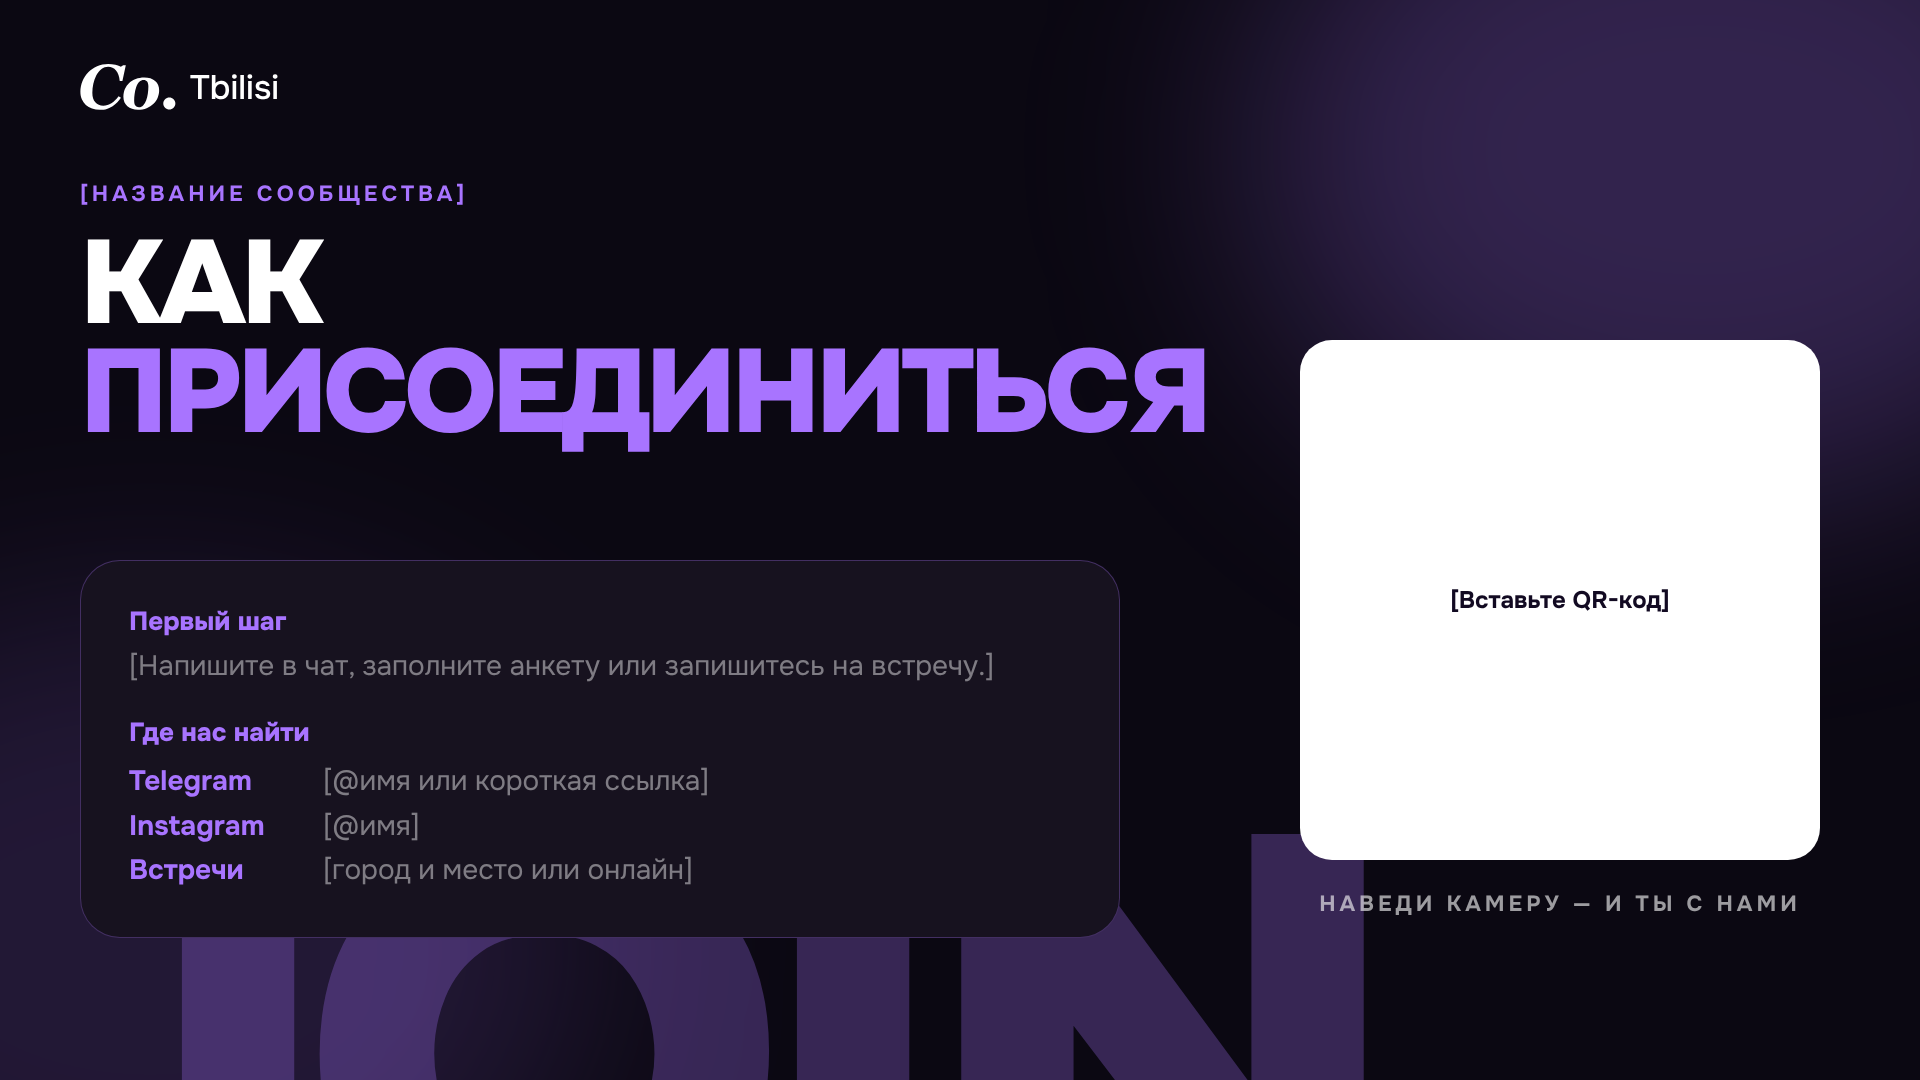 Co. Tbilisi
[НАЗВАНИЕ СООБЩЕСТВА]
КАК
ПРИСОЕДИНИТЬСЯ
Первый шаг
[Напишите в чат, заполните анкету или запишитесь на встречу.]
Где нас найти
Telegram [@имя или короткая ссылка]
Instagram [@имя]
Встречи [город и место или онлайн]
[Вставьте QR-код]
НАВЕДИ КАМЕРУ — И ТЫ С НАМИ
JOIN